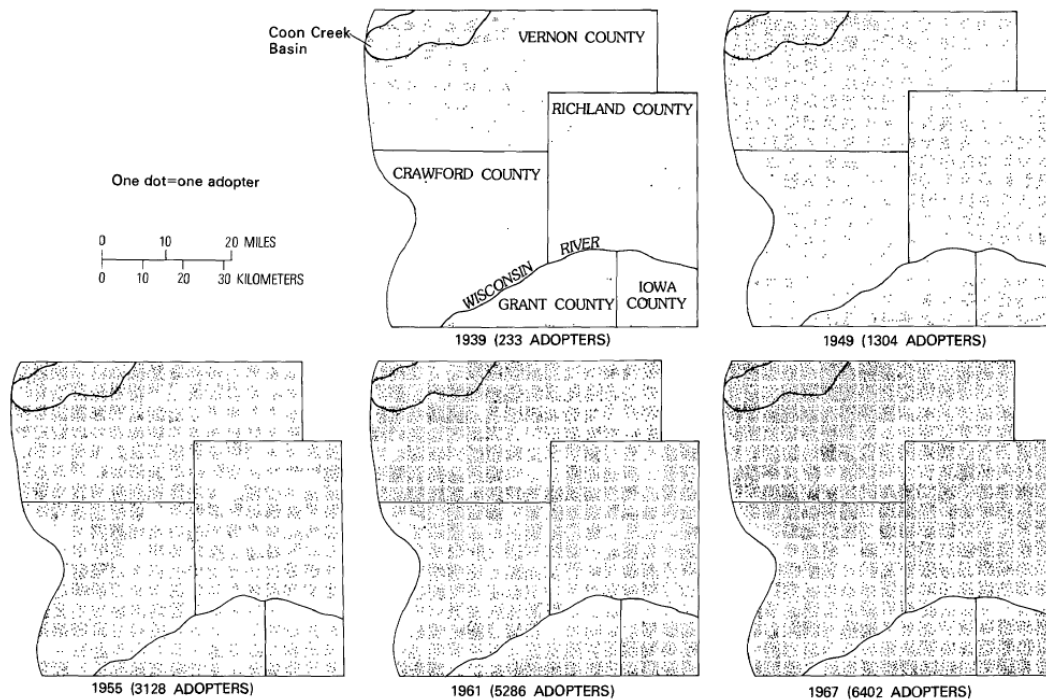 Coon Creek
Basin
VERNON COUNTY
RICHLAND COUNTY
CRAWFORD COUNTY
One dot=one adopter
0 10 20 MILES
0 10 20 30 KILOMETERS
WISCONSIN RIVER
GRANT COUNTY
IOWA
COUNTY
1939 (233 ADOPTERS)
1949 (1304 ADOPTERS)
1955 (3128 ADOPTERS)
1961 (5286 ADOPTERS)
1967 (6402 ADOPTERS)